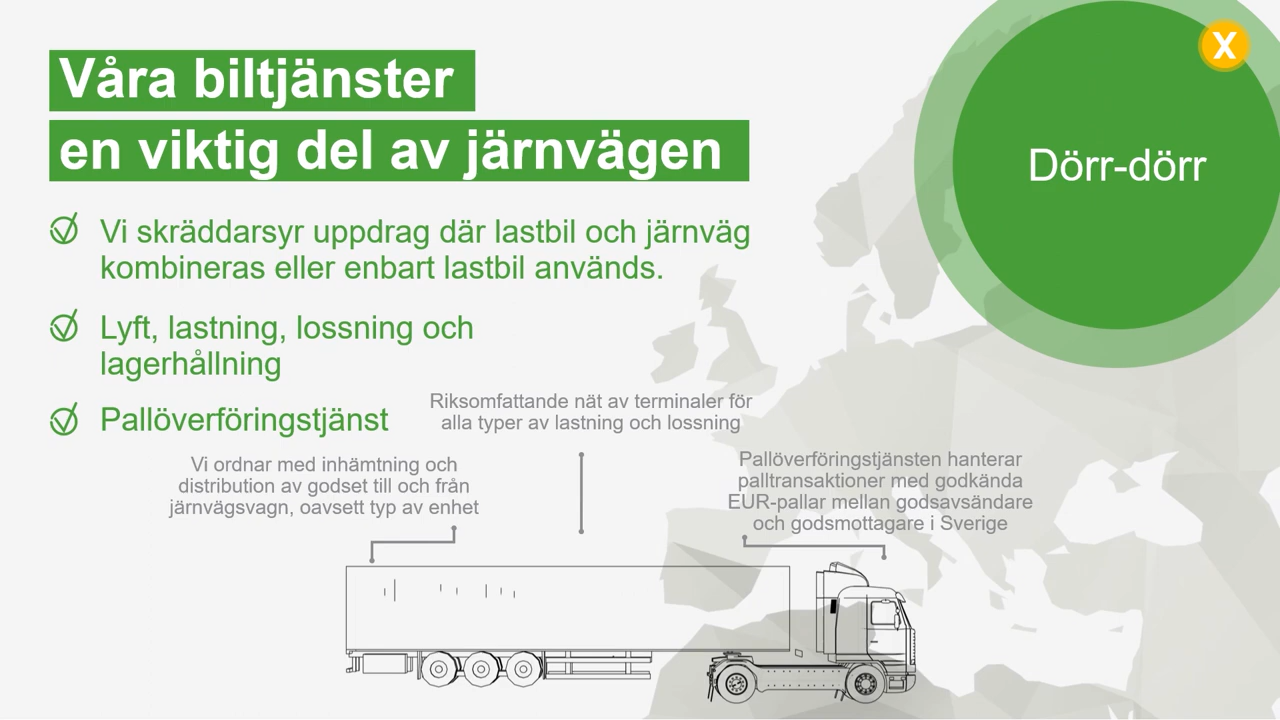 Våra biltjänster
en viktig del av järnvägen
X
Dörr-dörr
Vi skräddarsyr uppdrag där lastbil och järnväg
kombineras eller enbart lastbil används.
Lyft, lastning, lossning och
lagerhållning
Pallöverföringstjänst
Riksomfattande nät av terminaler för
alla typer av lastning och lossning
Vi ordnar med inhämtning och
distribution av godset till och från
järnvägsvagn, oavsett typ av enhet
Pallöverföringstjänsten hanterar
palltransaktioner med godkända
EUR-pallar mellan godsavsändare
och godsmottagare i Sverige